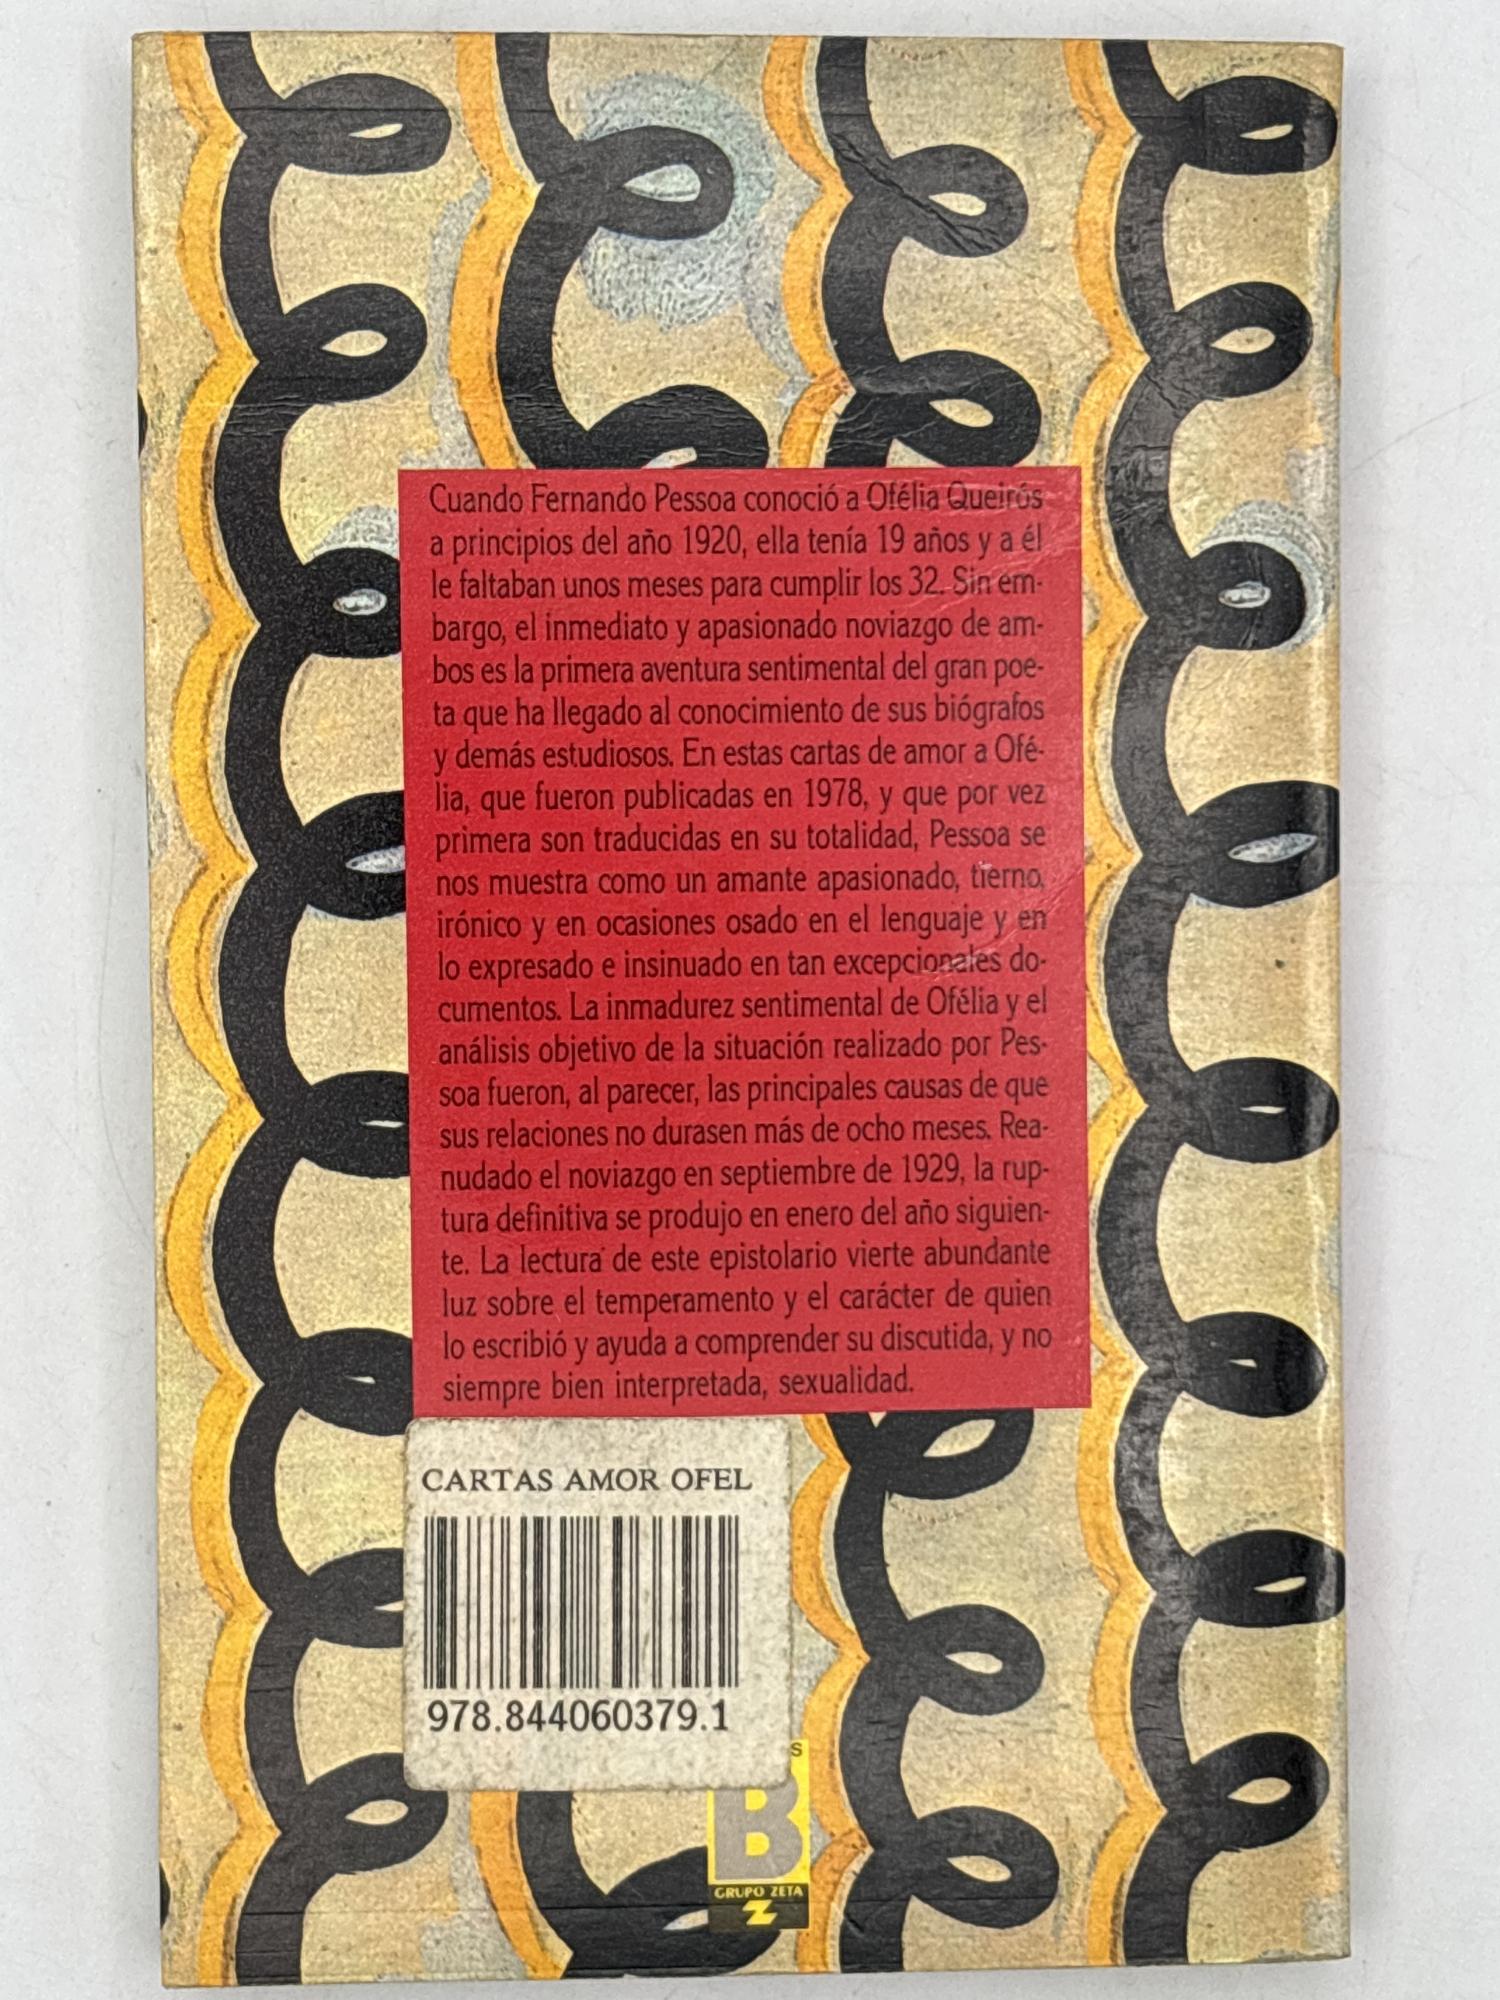 Cuando Fernando Pessoa conoció a Ofélia Queirós
a principios del año 1920, ella tenía 19 años y a él
le faltaban unos meses para cumplir los 32. Sin em-
bargo, el inmediato y apasionado noviazgo de am-
bos es la primera aventura sentimental del gran poe-
ta que ha llegado al conocimiento de sus biógrafos
y demás estudiosos. En estas cartas de amor a Ofé-
lia, que fueron publicadas en 1978, y que por vez
primera son traducidas en su totalidad, Pessoa se
nos muestra como un amante apasionado, tierno,
irónico y en ocasiones osado en el lenguaje y en
lo expresado e insinuado en tan excepcionales do-
cumentos. La inmadurez sentimental de Ofélia y el
análisis objetivo de la situación realizado por Pes-
soa fueron, al parecer, las principales causas de que
sus relaciones no durasen más de ocho meses. Rea-
nudado el noviazgo en septiembre de 1929, la rup-
tura definitiva se produjo en enero del año siguien-
te. La lectura de este epistolario vierte abundante
luz sobre el temperamento y el carácter de quien
lo escribió y ayuda a comprender su discutida, y no
siempre bien interpretada, sexualidad.
CARTAS AMOR OFEL
978.844060379.1
B
GRUPO ZETA
Z